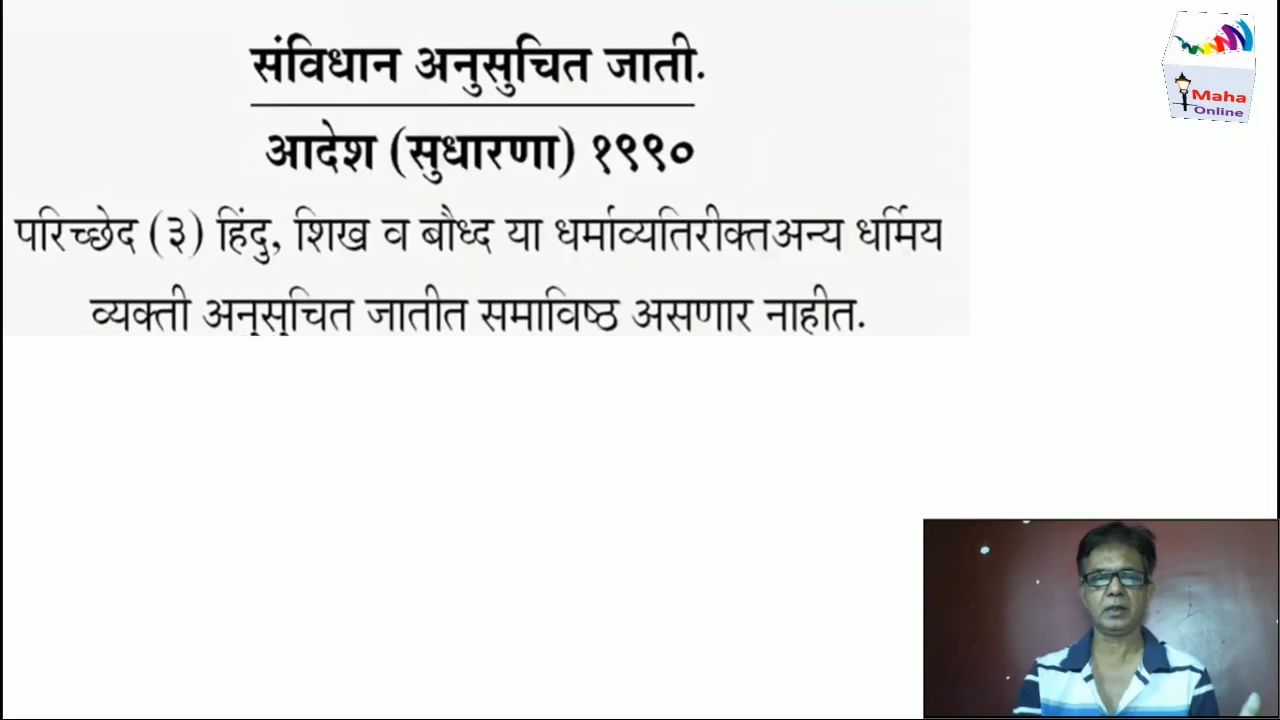 संविधान अनुसुचित जाती.
आदेश (सुधारणा) १९९०
परिच्छेद (३) हिंदु, शिख व बौध्द या धर्माव्यतिरीक्तअन्य धर्मिय
व्यक्ती अनुसुचित जातीत समाविष्ठ असणार नाहीत.
Maha
Online